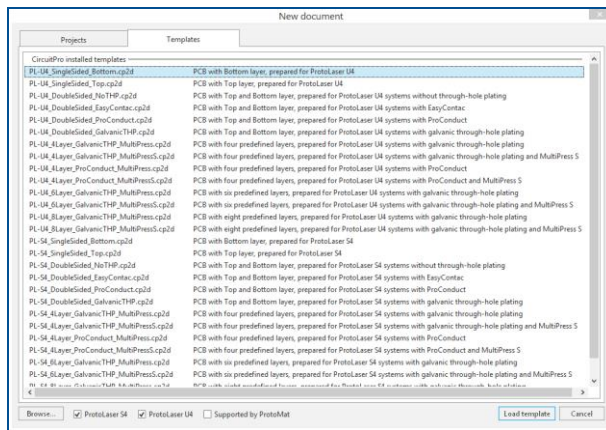 New document
Projects
Templates
CircuitPro installed templates
PL-U4_SingleSided_Bottom.cp2d PCB with Bottom layer, prepared for ProtoLaser U4
PL-U4_SingleSided_Top.cp2d PCB with Top layer, prepared for ProtoLaser U4
PL-U4_DoubleSided_NoTHP.cp2d PCB with Top and Bottom layer, prepared for ProtoLaser U4 systems without through-hole plating
PL-U4_DoubleSided_EasyContac.cp2d PCB with Top and Bottom layer, prepared for ProtoLaser U4 systems with EasyContac
PL-U4_DoubleSided_ProConduct.cp2d PCB with Top and Bottom layer, prepared for ProtoLaser U4 systems with ProConduct
PL-U4_DoubleSided_GalvanicTHP.cp2d PCB with Top and Bottom layer, prepared for ProtoLaser U4 systems with galvanic through-hole plating
PL-U4_4Layer_GalvanicTHP_MultiPress.cp2d PCB with four predefined layers, prepared for ProtoLaser U4 systems with galvanic through-hole plating
PL-U4_4Layer_GalvanicTHP_MultiPressS.cp2d PCB with four predefined layers, prepared for ProtoLaser U4 systems with galvanic through-hole plating and MultiPress S
PL-U4_4Layer_ProConduct_MultiPress.cp2d PCB with four predefined layers, prepared for ProtoLaser U4 systems with ProConduct
PL-U4_4Layer_ProConduct_MultiPressS.cp2d PCB with four predefined layers, prepared for ProtoLaser U4 systems with ProConduct and MultiPress S
PL-U4_6Layer_GalvanicTHP_MultiPress.cp2d PCB with six predefined layers, prepared for ProtoLaser U4 systems with galvanic through-hole plating
PL-U4_6Layer_GalvanicTHP_MultiPressS.cp2d PCB with six predefined layers, prepared for ProtoLaser U4 systems with galvanic through-hole plating and MultiPress S
PL-U4_8Layer_GalvanicTHP_MultiPress.cp2d PCB with eight predefined layers, prepared for ProtoLaser U4 systems with galvanic through-hole plating
PL-U4_8Layer_GalvanicTHP_MultiPressS.cp2d PCB with eight predefined layers, prepared for ProtoLaser U4 systems with galvanic through-hole plating and MultiPress S
PL-S4_SingleSided_Bottom.cp2d PCB with Bottom layer, prepared for ProtoLaser S4
PL-S4_SingleSided_Top.cp2d PCB with Top layer, prepared for ProtoLaser S4
PL-S4_DoubleSided_NoTHP.cp2d PCB with Top and Bottom layer, prepared for ProtoLaser S4 systems without through-hole plating
PL-S4_DoubleSided_EasyContac.cp2d PCB with Top and Bottom layer, prepared for ProtoLaser S4 systems with EasyContac
PL-S4_DoubleSided_ProConduct.cp2d PCB with Top and Bottom layer, prepared for ProtoLaser S4 systems with ProConduct
PL-S4_DoubleSided_GalvanicTHP.cp2d PCB with Top and Bottom layer, prepared for ProtoLaser S4 systems with galvanic through-hole plating
PL-S4_4Layer_GalvanicTHP_MultiPress.cp2d PCB with four predefined layers, prepared for ProtoLaser S4 systems with galvanic through-hole plating
PL-S4_4Layer_GalvanicTHP_MultiPressS.cp2d PCB with four predefined layers, prepared for ProtoLaser S4 systems with galvanic through-hole plating and MultiPress S
PL-S4_4Layer_ProConduct_MultiPress.cp2d PCB with four predefined layers, prepared for ProtoLaser S4 systems with ProConduct
PL-S4_4Layer_ProConduct_MultiPressS.cp2d PCB with four predefined layers, prepared for ProtoLaser S4 systems with ProConduct and MultiPress S
PL-S4_6Layer_GalvanicTHP_MultiPress.cp2d PCB with six predefined layers, prepared for ProtoLaser S4 systems with galvanic through-hole plating
PL-S4_6Layer_GalvanicTHP_MultiPressS.cp2d PCB with six predefined layers, prepared for ProtoLaser S4 systems with galvanic through-hole plating and MultiPress S
PL-S4_8Layer_GalvanicTHP_MultiPress.cp2d PCB with eight predefined layers, prepared for ProtoLaser S4 systems with galvanic through-hole plating
Browse... ProtoLaser S4 ProtoLaser U4 Supported by ProtoMat Load template Cancel